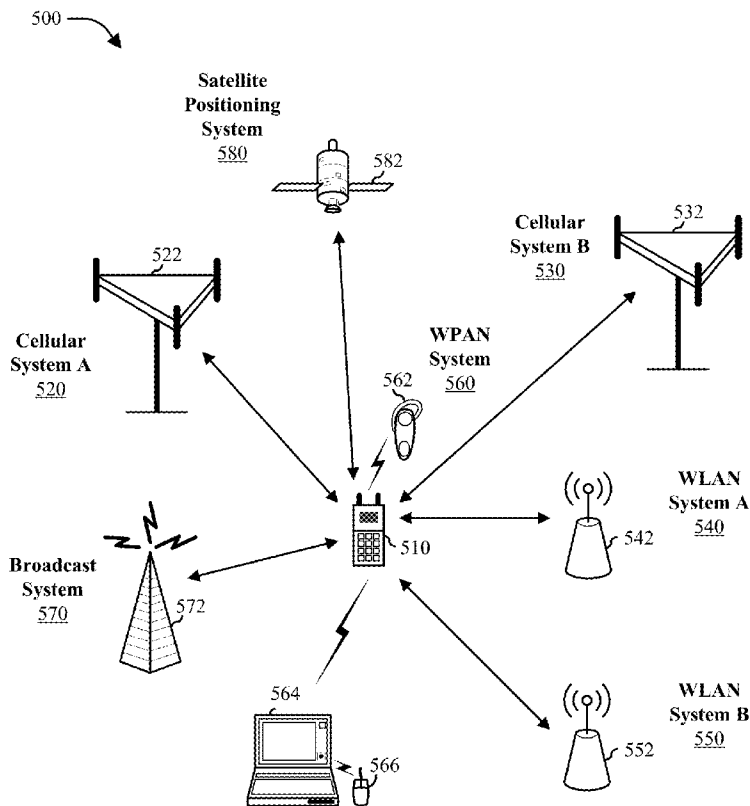 500
Satellite
Positioning
System
580
582
Cellular
System B
530
532
522
Cellular
System A
520
WPAN
System
560
562
WLAN
System A
540
542
510
Broadcast
System
570
572
564
566
WLAN
System B
550
552